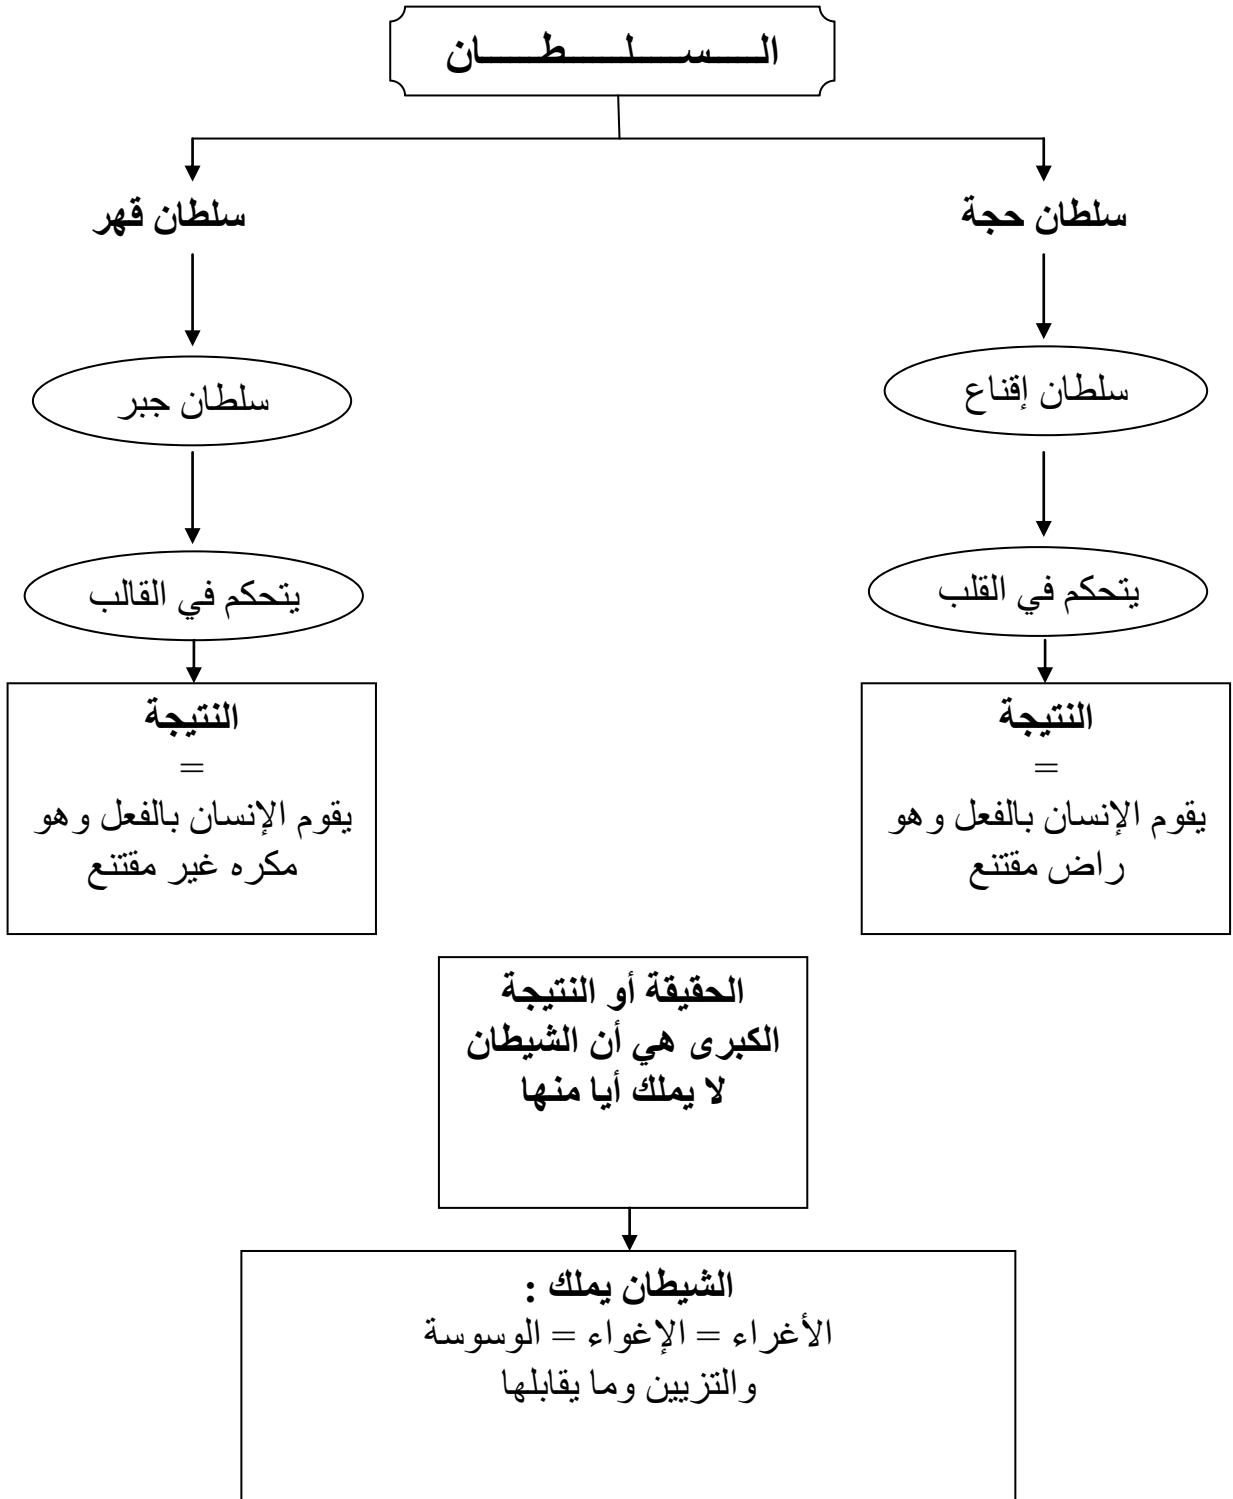 الـــســـلـــطـــان
سلطان حجة
سلطان قهر
سلطان إقناع
سلطان جبر
يتحكم في القلب
يتحكم في القالب
النتيجة
=
يقوم الإنسان بالفعل وهو
راض مقتنع
النتيجة
=
يقوم الإنسان بالفعل وهو
مكره غير مقتنع
الحقيقة أو النتيجة
الكبرى هي أن الشيطان
لا يملك أيا منها
الشيطان يملك :
الأغراء = الإغواء = الوسوسة
والتزيين وما يقابلها